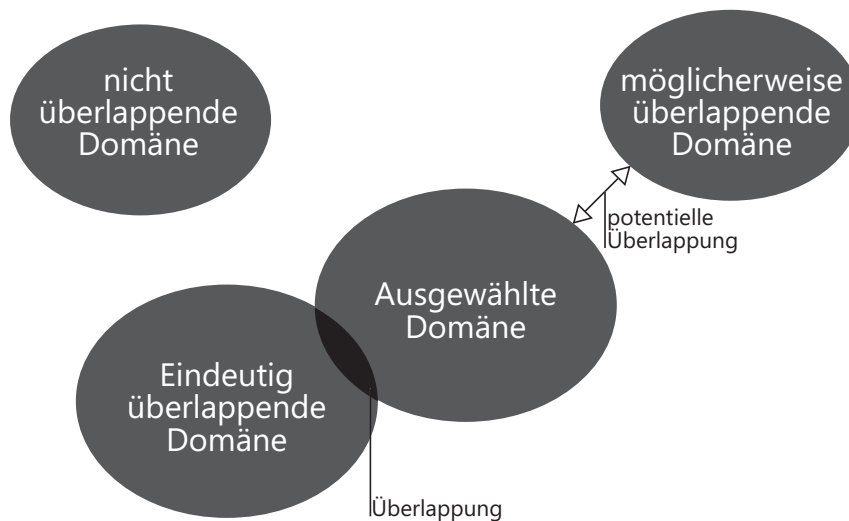 nicht
überlappende
Domäne
möglicherweise
überlappende
Domäne
potentielle
Überlappung
Ausgewählte
Domäne
Eindeutig
überlappende
Domäne
Überlappung